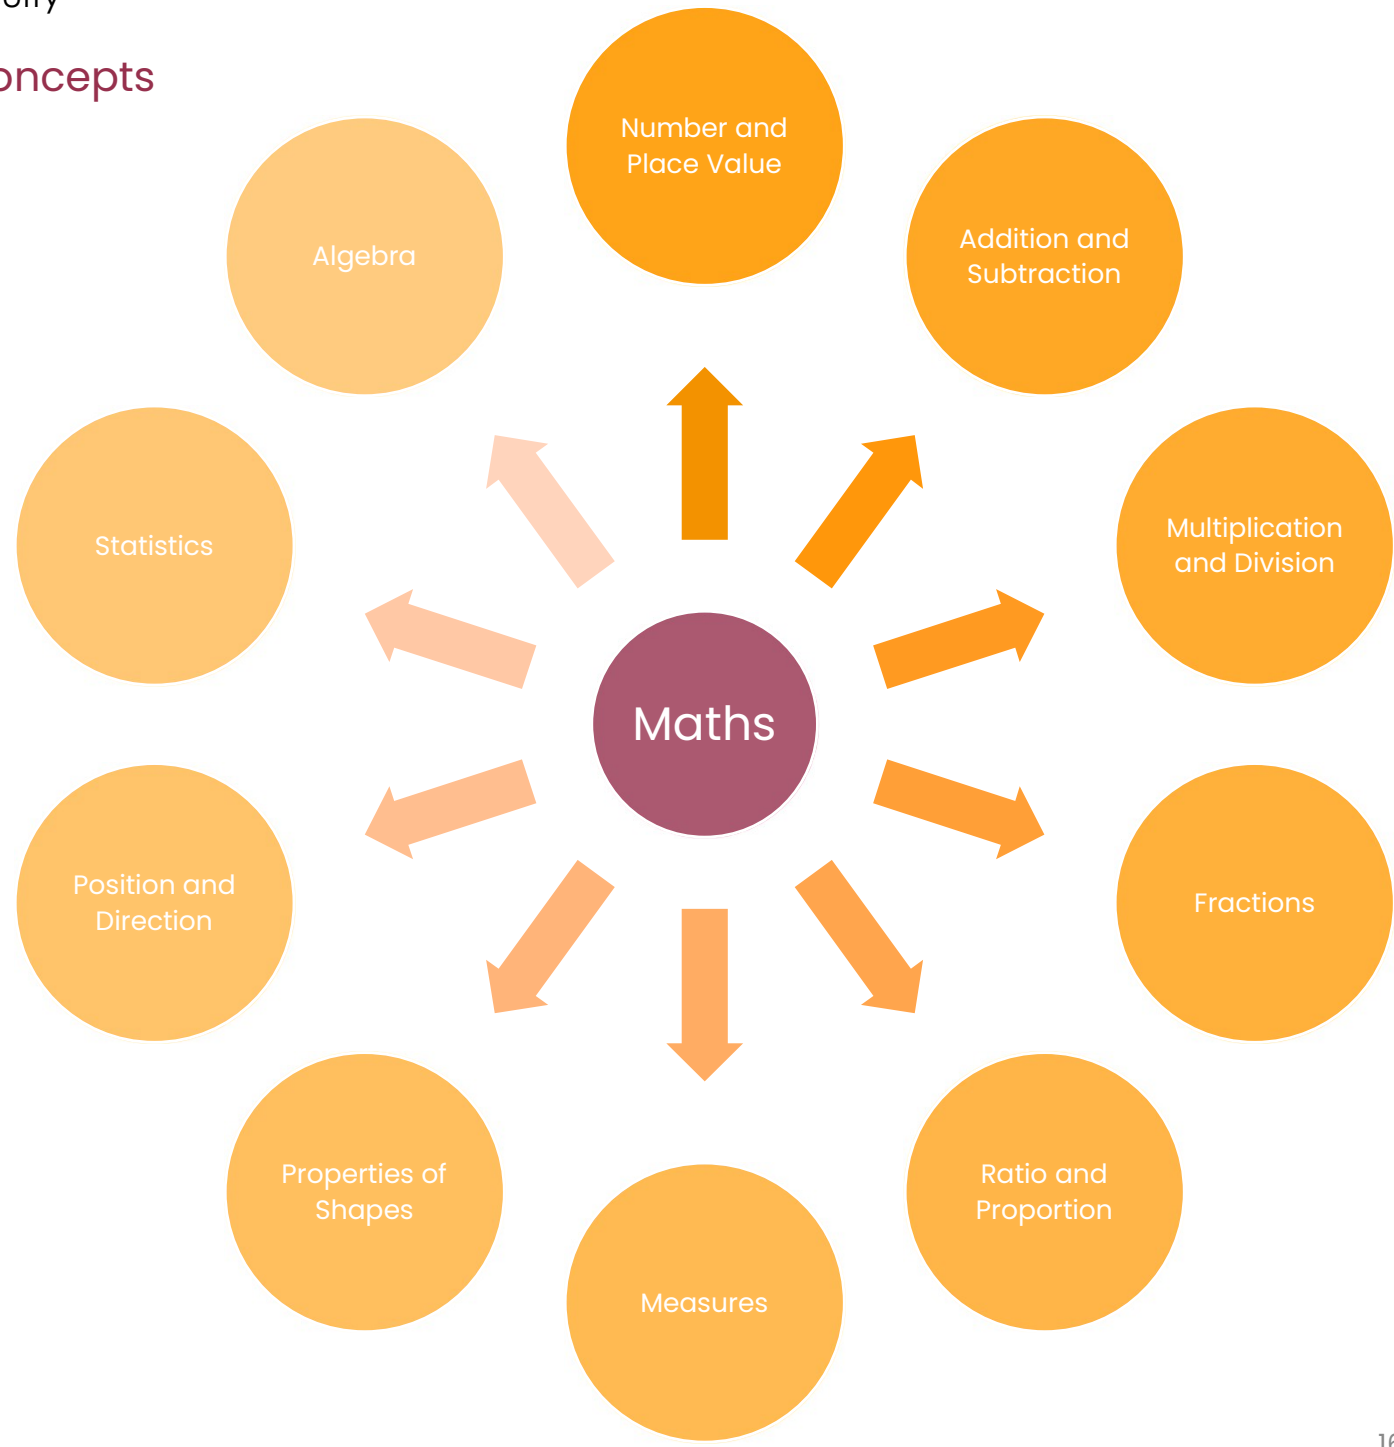 oncepts
Number and
Place Value
Addition and
Subtraction
Multiplication
and Division
Fractions
Ratio and
Proportion
Measures
Properties of
Shapes
Position and
Direction
Statistics
Algebra
Maths